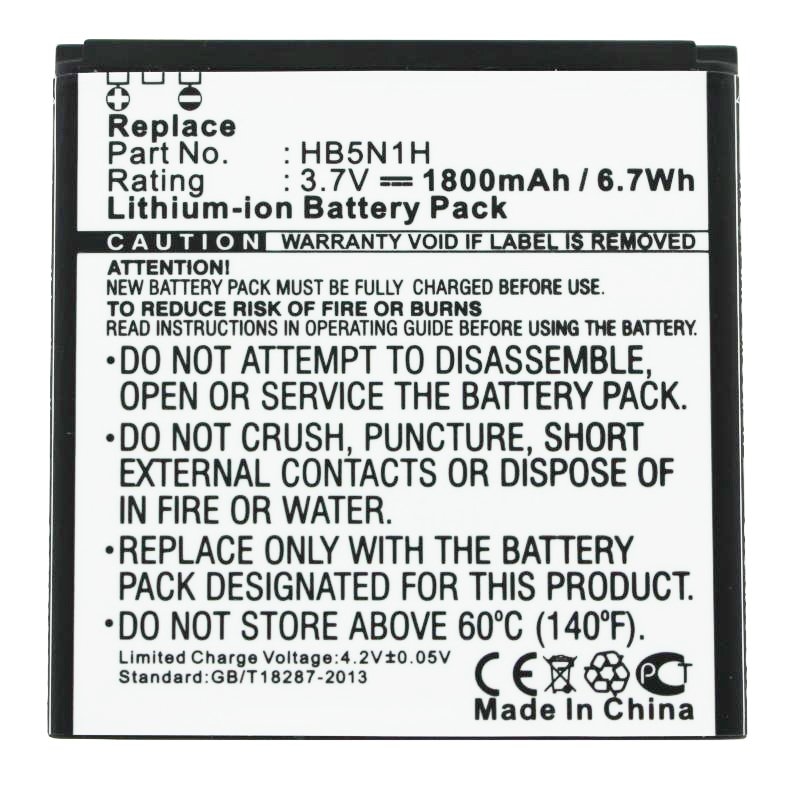 Replace
Part No. : HB5N1H
Rating : 3.7V 1800mAh / 6.7Wh
Lithium-ion Battery Pack
CAUTION WARRANTY VOID IF LABEL IS REMOVED
ATTENTION!
NEW BATTERY PACK MUST BE FULLY CHARGED BEFORE USE.
TO REDUCE RISK OF FIRE OR BURNS
READ INSTRUCTIONS IN OPERATING GUIDE BEFORE USING THE BATTERY.
•DO NOT ATTEMPT TO DISASSEMBLE,
OPEN OR SERVICE THE BATTERY PACK.
•DO NOT CRUSH, PUNCTURE, SHORT
EXTERNAL CONTACTS OR DISPOSE OF
IN FIRE OR WATER.
•REPLACE ONLY WITH THE BATTERY
PACK DESIGNATED FOR THIS PRODUCT.
•DO NOT STORE ABOVE 60°C (140°F).
Limited Charge Voltage:4.2V±0.05V
Standard:GB/T18287-2013
CE PCT
Made In China